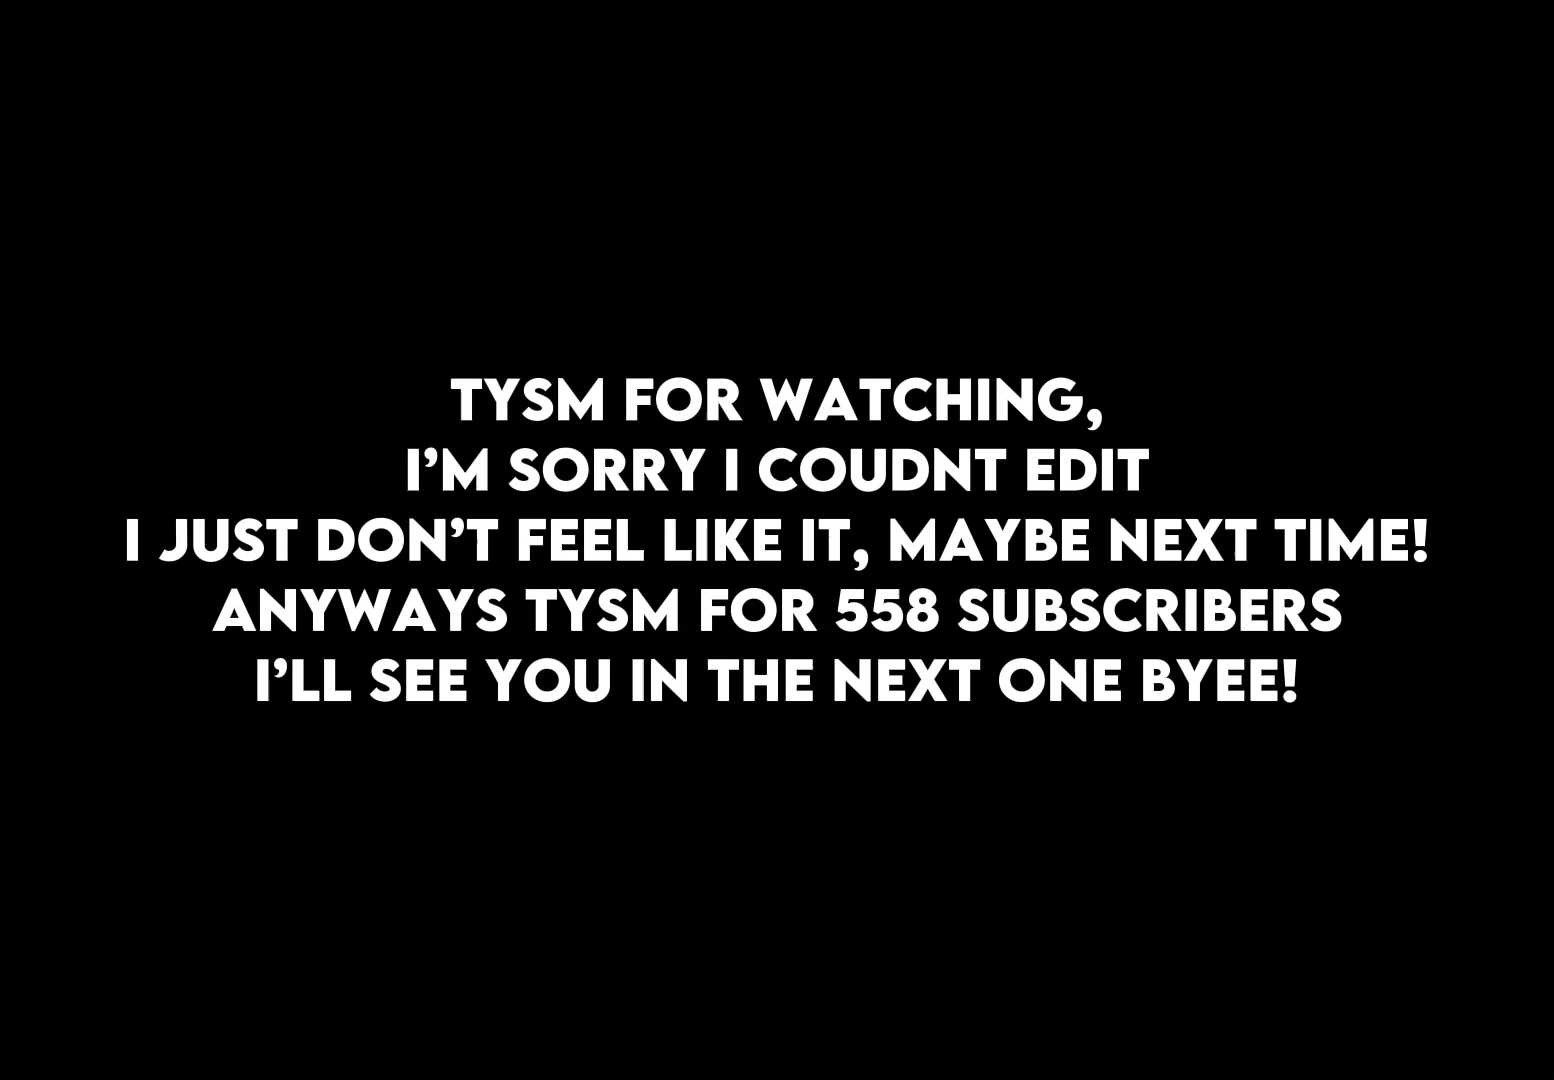 TYSM FOR WATCHING,
I’M SORRY I COUDNT EDIT
I JUST DON’T FEEL LIKE IT, MAYBE NEXT TIME!
ANYWAYS TYSM FOR 558 SUBSCRIBERS
I’LL SEE YOU IN THE NEXT ONE BYEE!